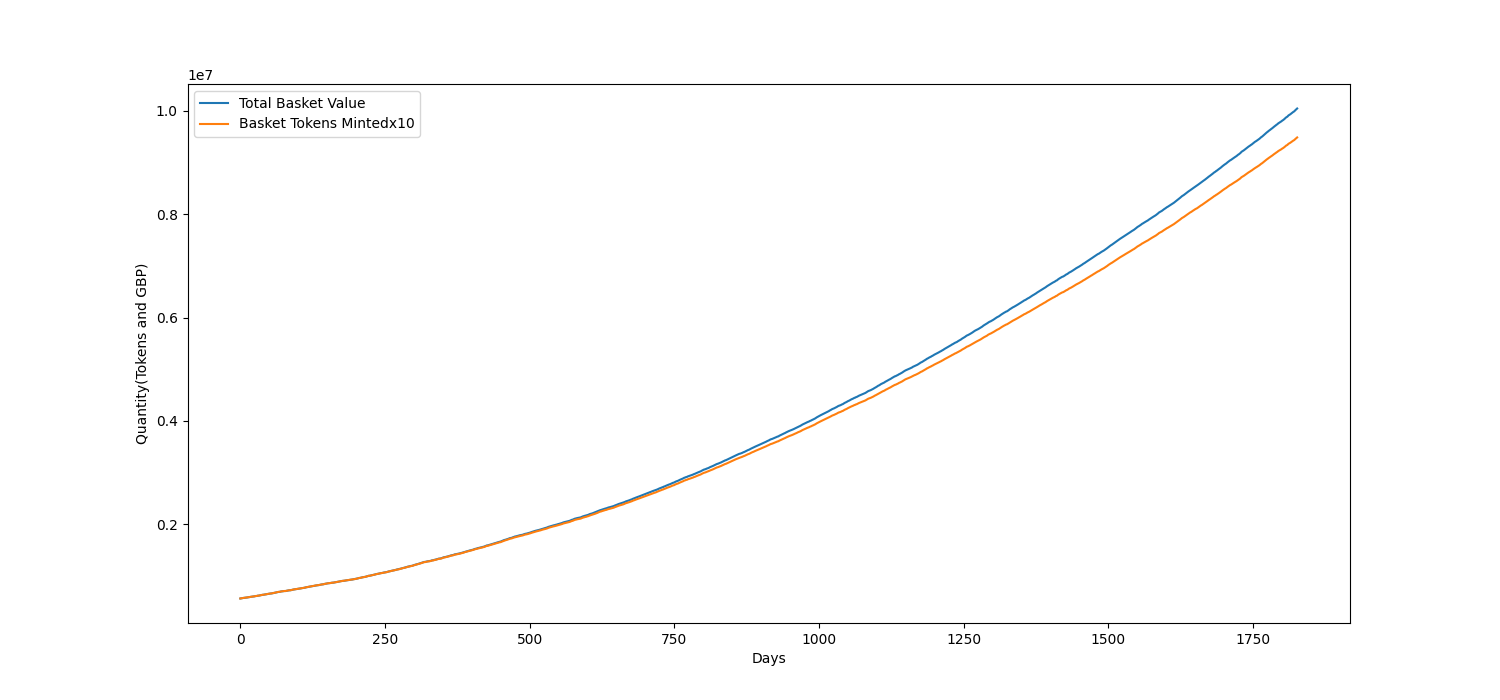 1e7
Total Basket Value
Basket Tokens Mintedx10
1.0
0.8
0.6
0.4
0.2
Quantity(Tokens and GBP)
0 250 500 750 1000 1250 1500 1750
Days